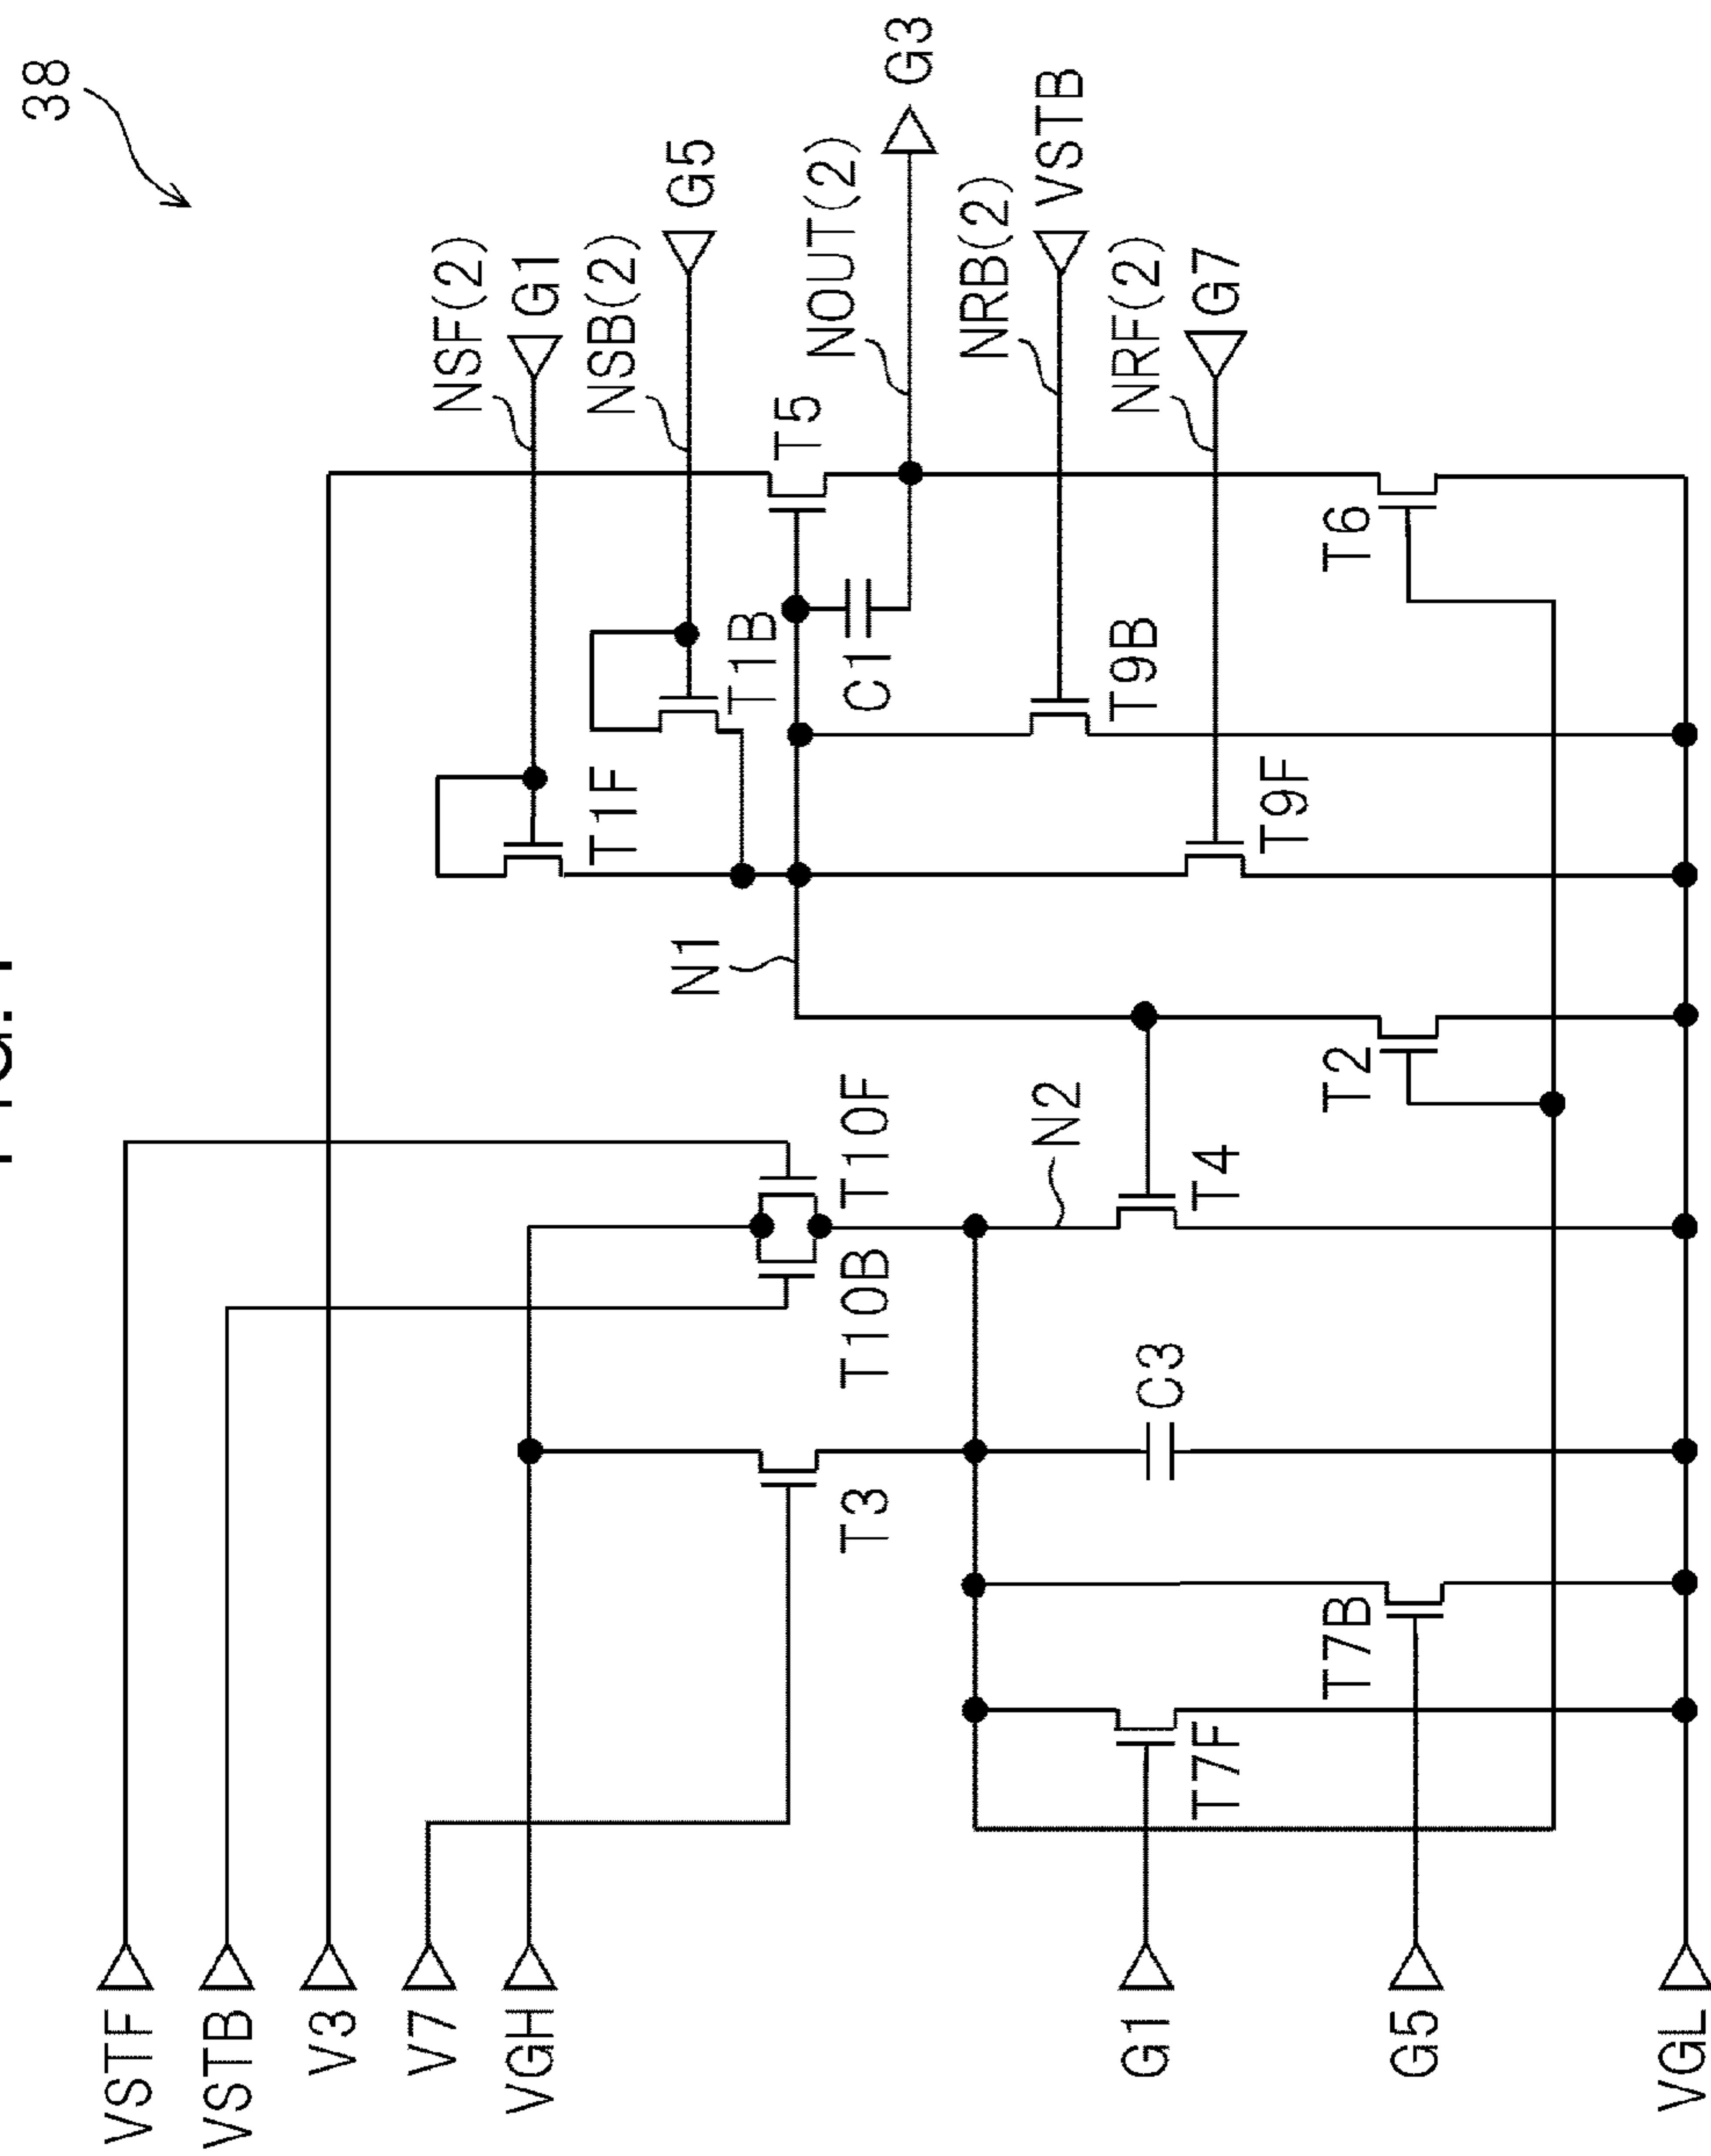 38
VSTF
VSTB
V3
V7
VGH
G1
G5
VGL
T3
T10B
T10F
N1
N2
C3
T7F
T7B
T4
T2
T1F
T1B
C1
T5
T9F
T9B
T6
NSF(2)
G1
NSB(2)
G5
NOUT(2)
G3
NRB(2)
VSTB
NRF(2)
G7